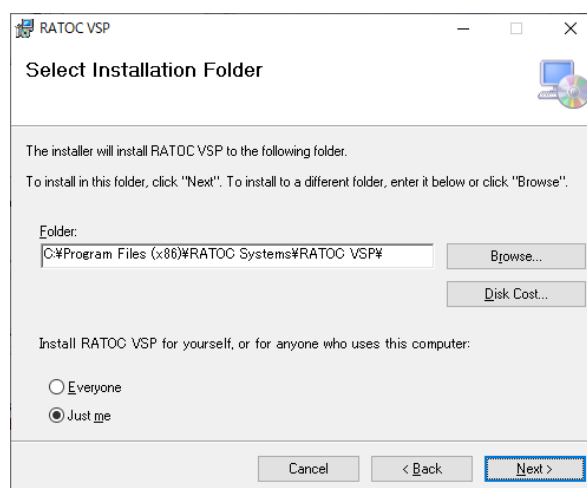 RATOC VSP
Select Installation Folder
The installer will install RATOC VSP to the following folder.
To install in this folder, click "Next". To install to a different folder, enter it below or click "Browse".
Folder:
C:¥Program Files (x86)¥RATOC Systems¥RATOC VSP¥
Browse...
Disk Cost...
Install RATOC VSP for yourself, or for anyone who uses this computer:
Everyone
Just me
Cancel
< Back
Next >